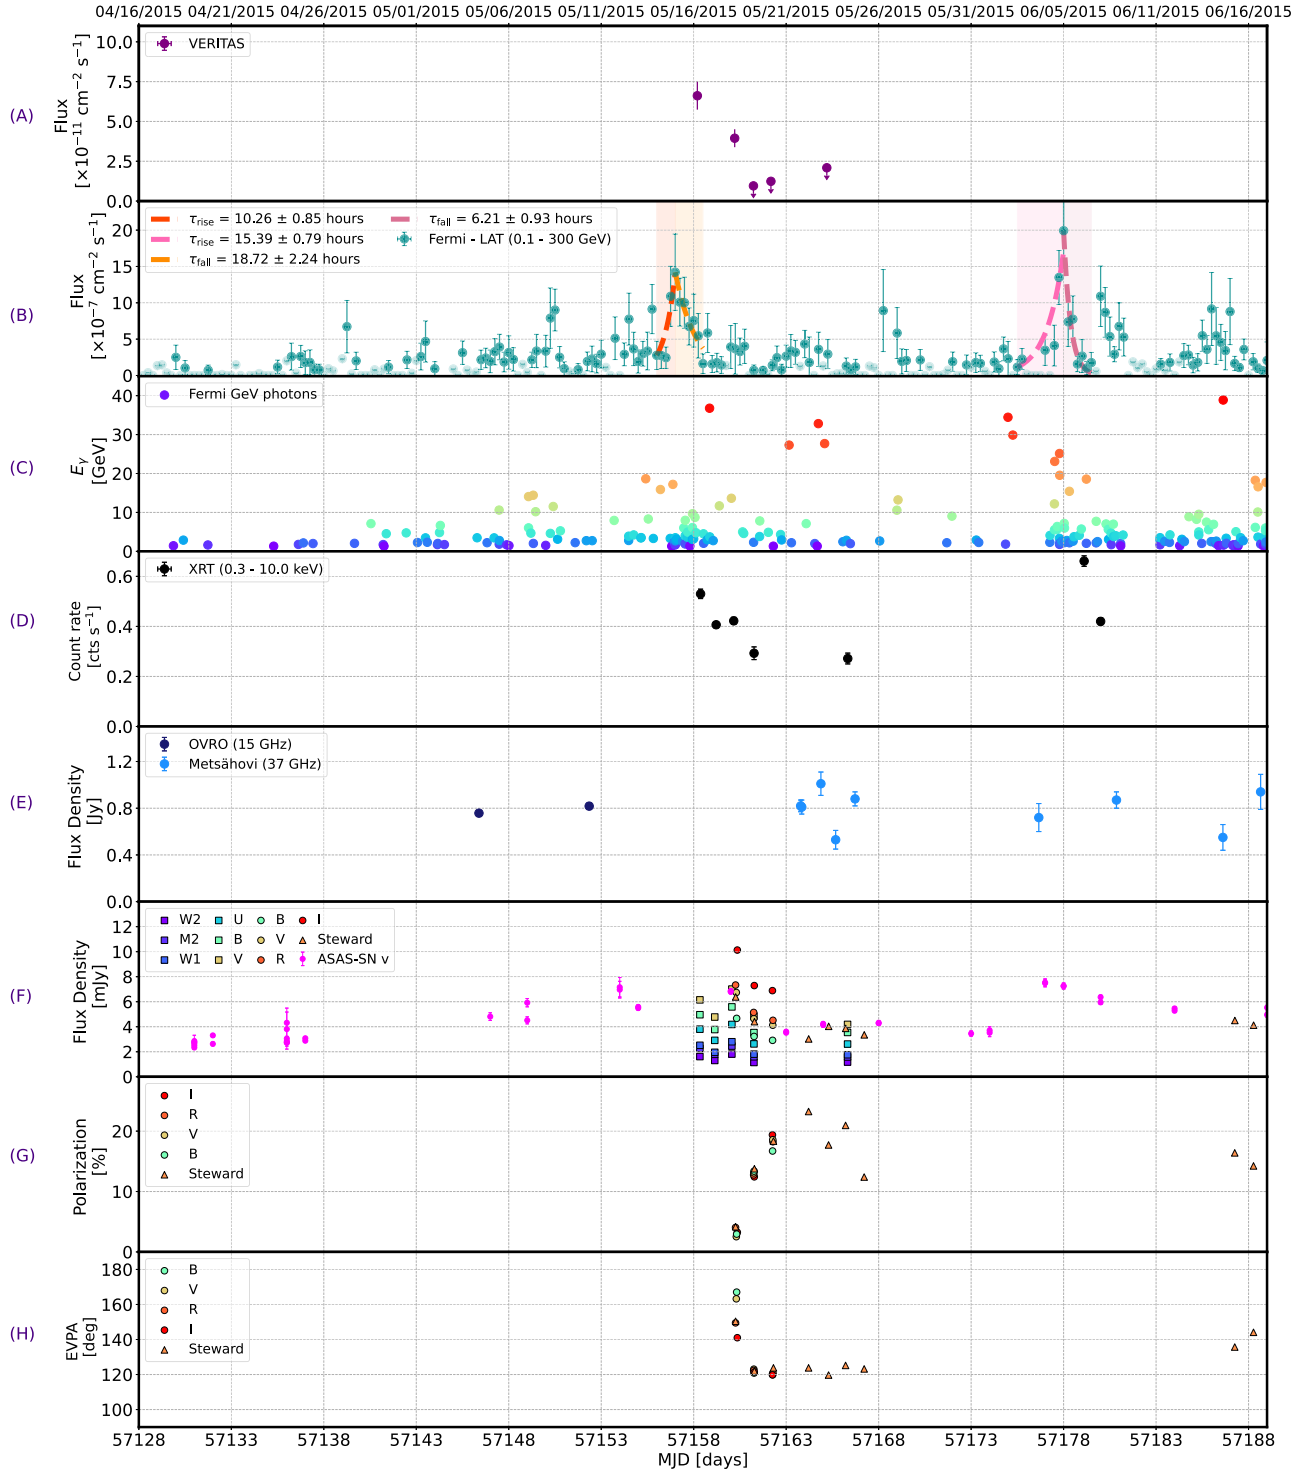 04/16/2015 04/21/2015 04/26/2015 05/01/2015 05/06/2015 05/11/2015 05/16/2015 05/21/2015 05/26/2015 05/31/2015 06/05/2015 06/11/2015 06/16/2015
(A)
Flux
[×10⁻¹¹ cm⁻² s⁻¹]
10.0
7.5
5.0
2.5
0.0
VERITAS
(B)
Flux
[×10⁻⁷ cm⁻² s⁻¹]
20
15
10
5
0
τrise = 10.26 ± 0.85 hours
τrise = 15.39 ± 0.79 hours
τfall = 18.72 ± 2.24 hours
τfall = 6.21 ± 0.93 hours
Fermi - LAT (0.1 - 300 GeV)
(C)
Eγ
[GeV]
40
30
20
10
0
Fermi GeV photons
(D)
Count rate
[cts s⁻¹]
0.6
0.4
0.2
0.0
XRT (0.3 - 10.0 keV)
(E)
Flux Density
[Jy]
1.2
0.8
0.4
0.0
OVRO (15 GHz)
Metsähovi (37 GHz)
(F)
Flux Density
[mJy]
12
10
8
6
4
2
0
W2 U B I
M2 B V Steward
W1 V R ASAS-SN v
(G)
Polarization
[%]
20
10
0
I
R
V
B
Steward
(H)
EVPA
[deg]
180
160
140
120
100
B
V
R
I
Steward
57128 57133 57138 57143 57148 57153 57158 57163 57168 57173 57178 57183 57188
MJD [days]